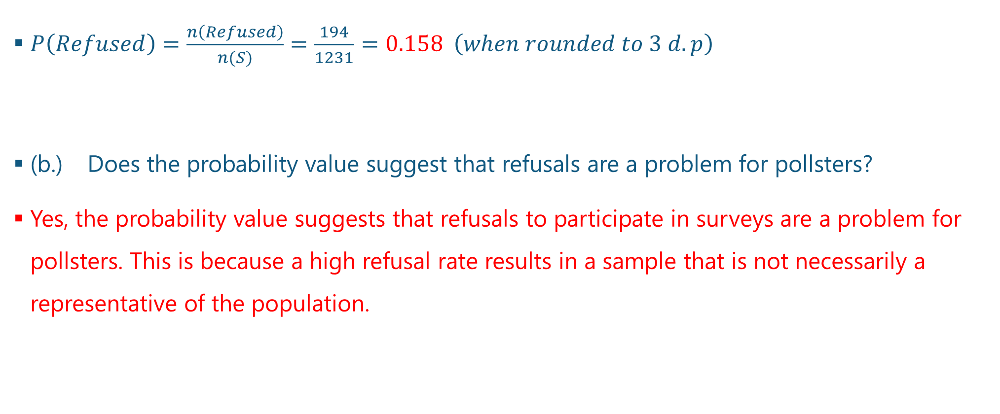 ▪ P(Refused) = n(Refused)/n(S) = 194/1231 = 0.158 (when rounded to 3 d.p)
▪ (b.) Does the probability value suggest that refusals are a problem for pollsters?
▪ Yes, the probability value suggests that refusals to participate in surveys are a problem for
pollsters. This is because a high refusal rate results in a sample that is not necessarily a
representative of the population.